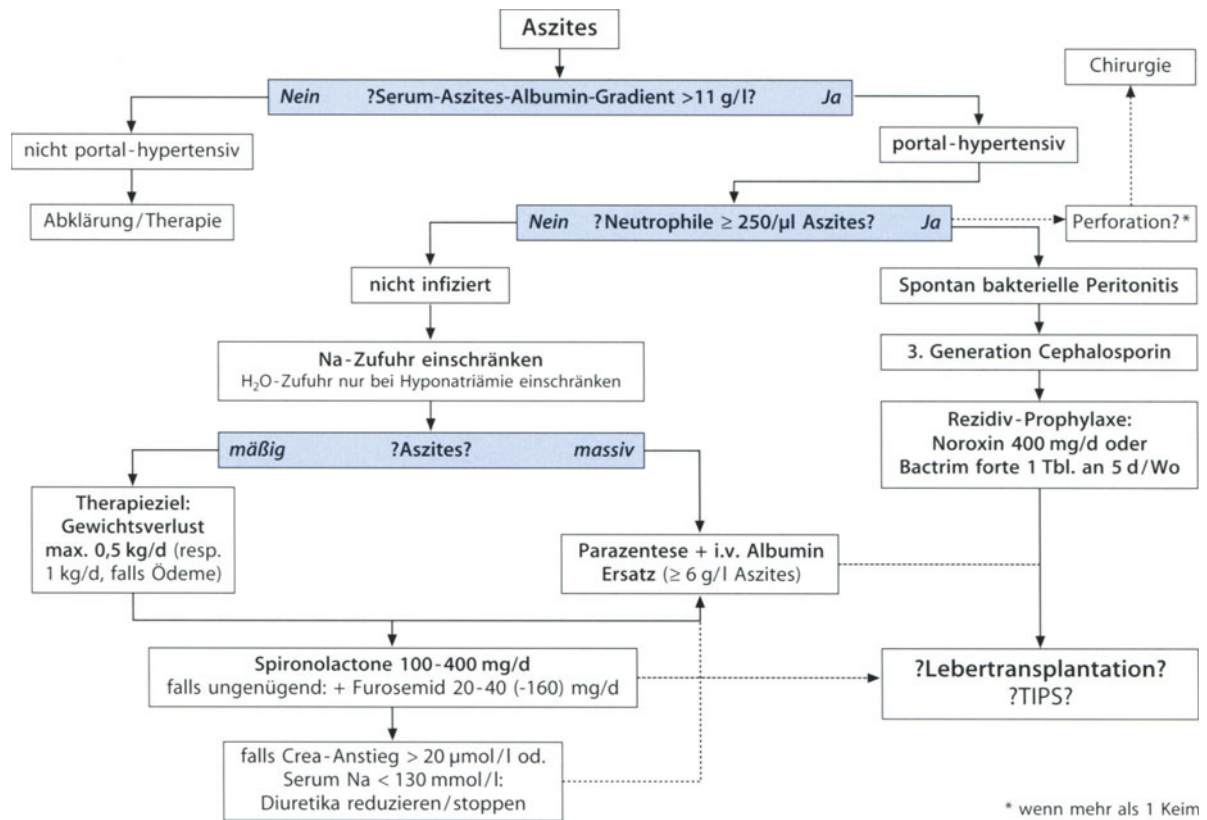 Aszites
Chirurgie
Nein ?Serum-Aszites-Albumin-Gradient >11 g/l? Ja
nicht portal-hypertensiv
portal-hypertensiv
Abklärung/Therapie
Nein ?Neutrophile ≥ 250/µl Aszites? Ja
Perforation?*
nicht infiziert
Spontan bakterielle Peritonitis
Na-Zufuhr einschränken
H₂O-Zufuhr nur bei Hyponatriämie einschränken
3. Generation Cephalosporin
Rezidiv-Prophylaxe:
Noroxin 400 mg/d oder
Bactrim forte 1 Tbl. an 5 d/Wo
mäßig ?Aszites? massiv
Therapieziel:
Gewichtsverlust
max. 0,5 kg/d (resp.
1 kg/d, falls Ödeme)
Parazentese + i.v. Albumin
Ersatz (≥ 6 g/l Aszites)
Spironolactone 100-400 mg/d
falls ungenügend: + Furosemid 20-40 (-160) mg/d
?Lebertransplantation?
?TIPS?
falls Crea-Anstieg > 20 µmol/l od.
Serum Na < 130 mmol/l:
Diuretika reduzieren/stoppen
* wenn mehr als 1 Keim